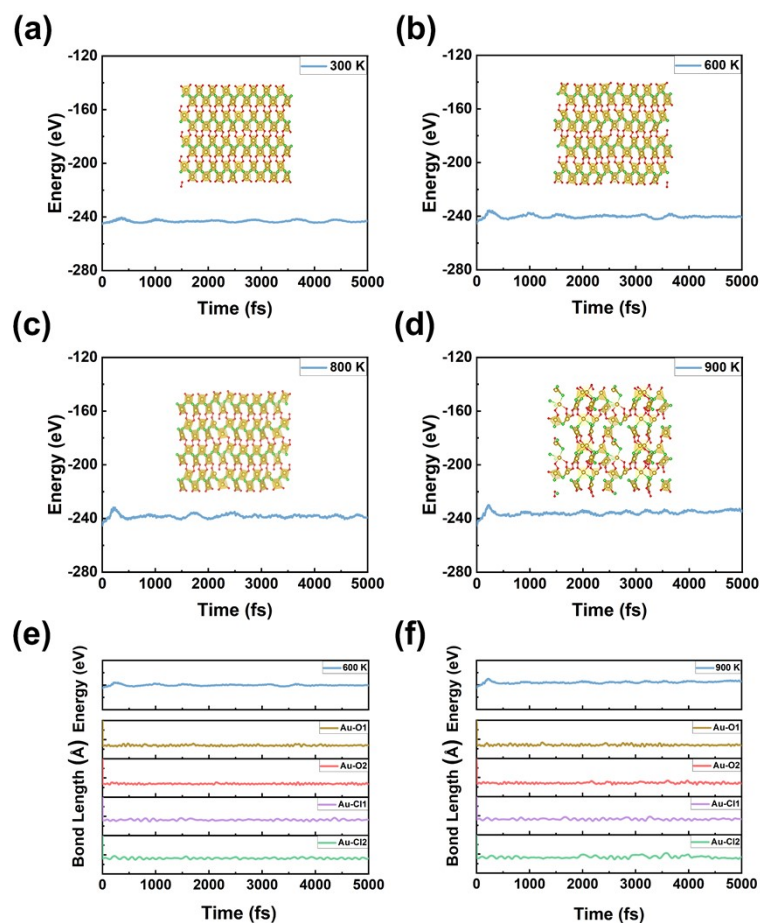 (a)
(b)
-120
300 K
-160
Energy (eV)
-200
-240
-280
0 1000 2000 3000 4000 5000
Time (fs)
-120
600 K
-160
Energy (eV)
-200
-240
-280
0 1000 2000 3000 4000 5000
Time (fs)
(c)
(d)
-120
800 K
-160
Energy (eV)
-200
-240
-280
0 1000 2000 3000 4000 5000
Time (fs)
-120
900 K
-160
Energy (eV)
-200
-240
-280
0 1000 2000 3000 4000 5000
Time (fs)
(e)
(f)
Energy (eV)
600 K
Bond Length (Å)
Au-O1
Au-O2
Au-Cl1
Au-Cl2
0 1000 2000 3000 4000 5000
Time (fs)
Energy (eV)
900 K
Bond Length (Å)
Au-O1
Au-O2
Au-Cl1
Au-Cl2
0 1000 2000 3000 4000 5000
Time (fs)